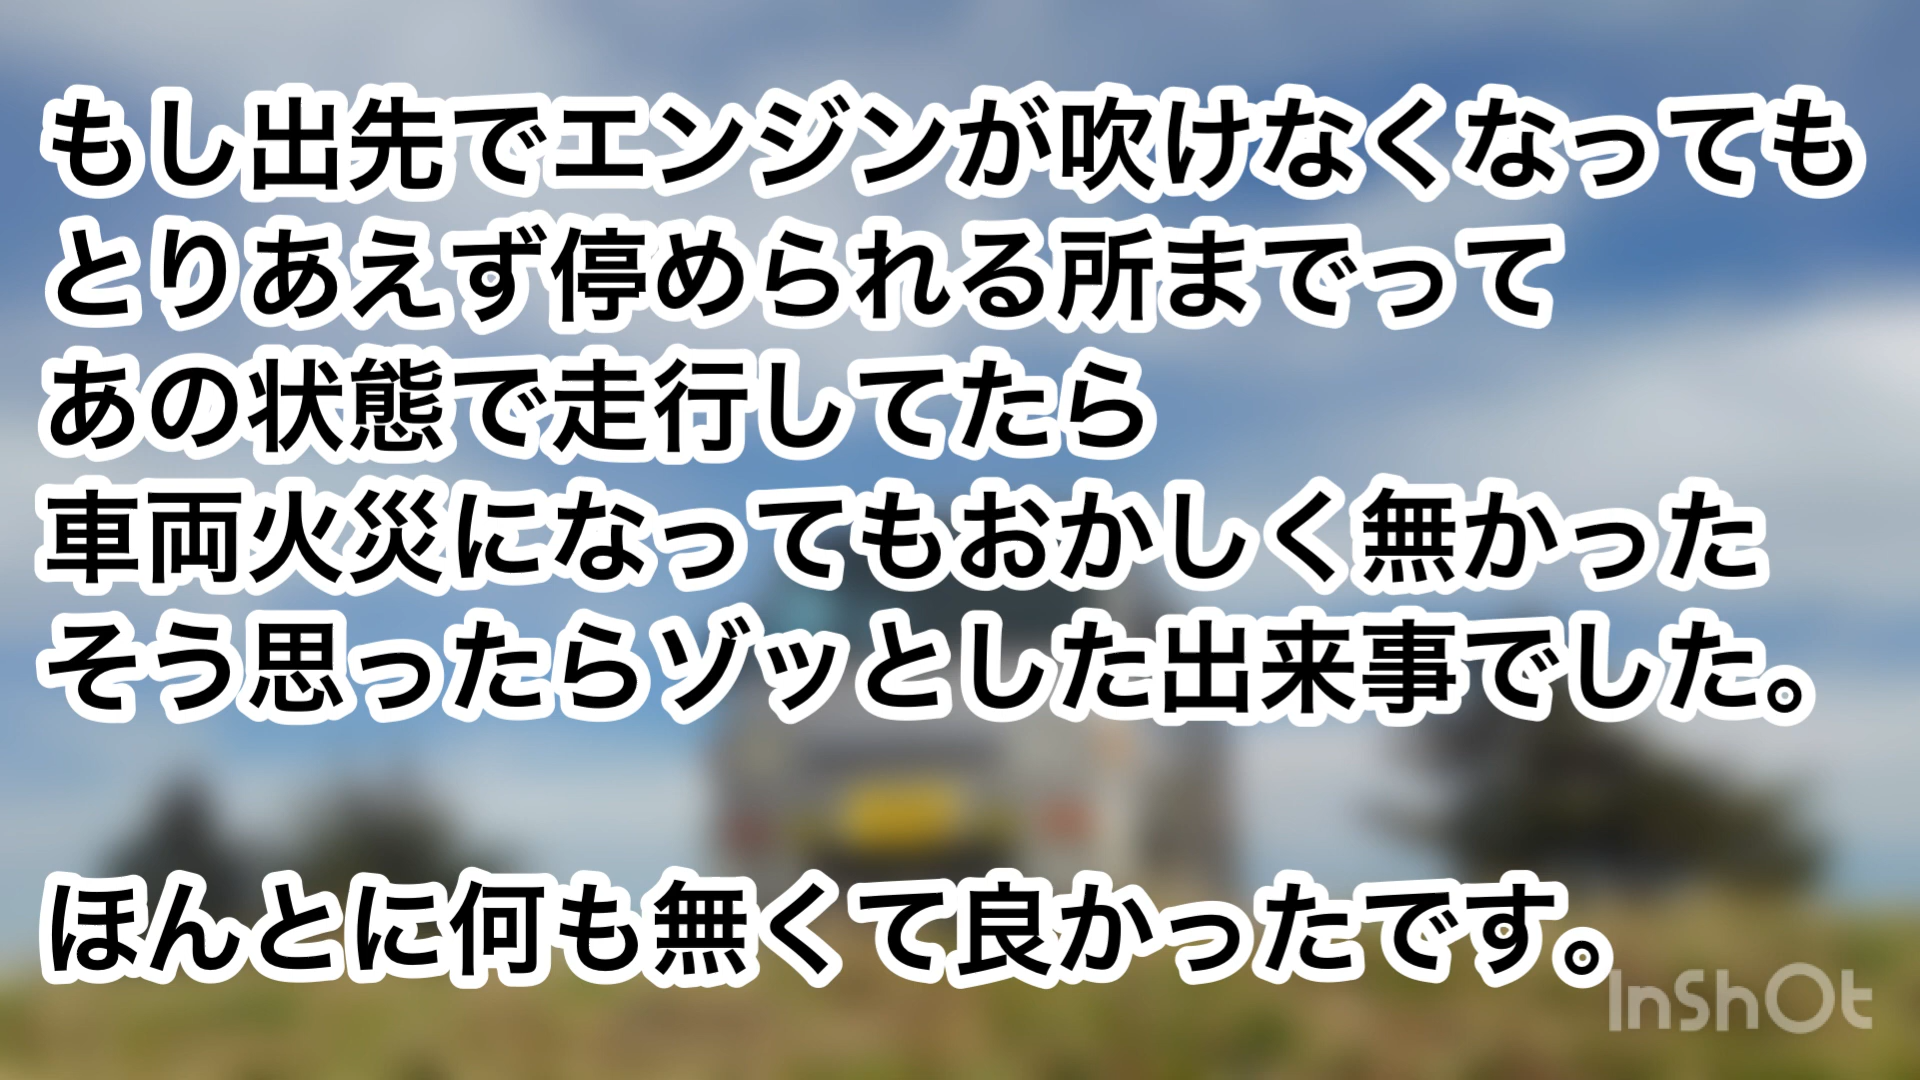 もし出先でエンジンが吹けなくなっても
とりあえず停められる所までって
あの状態で走行してたら
車両火災になってもおかしく無かった
そう思ったらゾッとした出来事でした。
ほんとに何も無くて良かったです。
InShOt